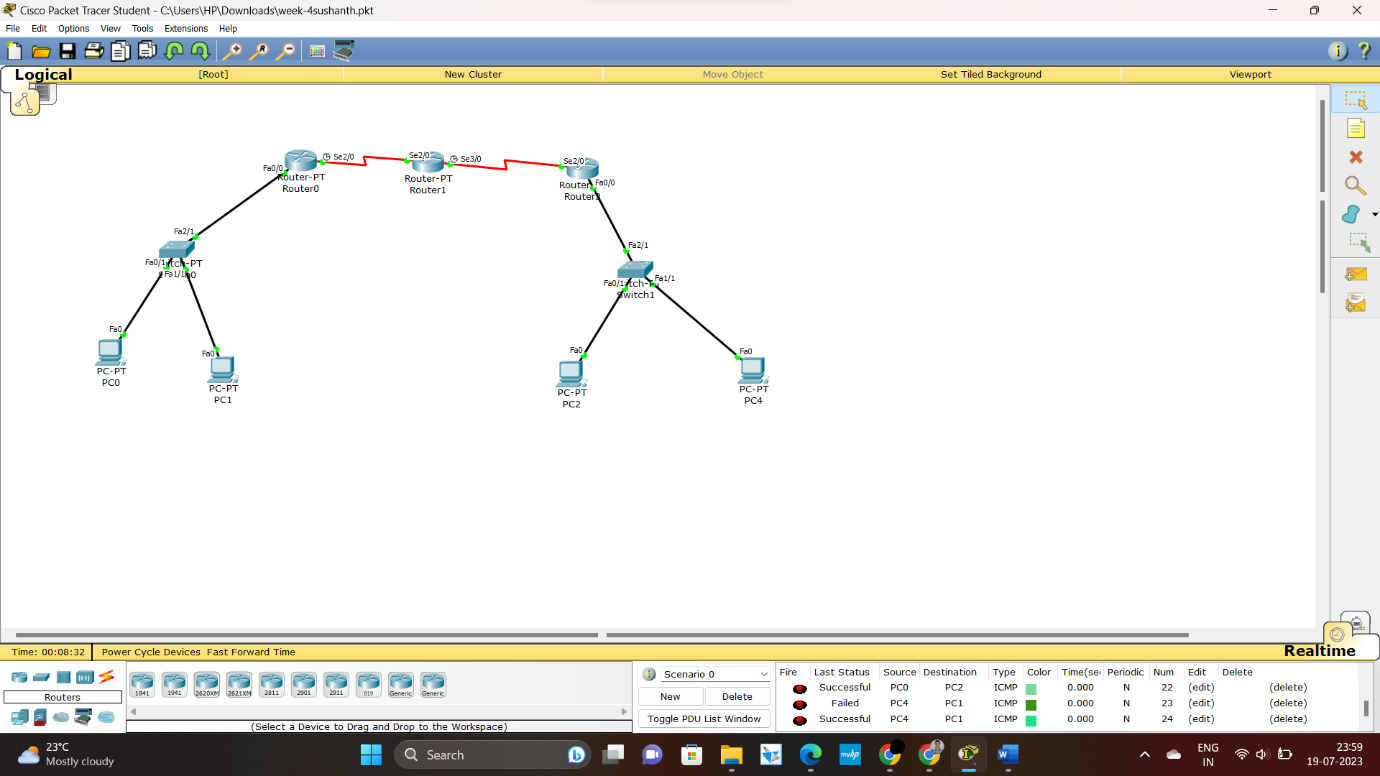 Cisco Packet Tracer Student - C:\Users\HP\Downloads\week-4sushanth.pkt
File Edit Options View Tools Extensions Help
Logical [Root] New Cluster Move Object Set Tiled Background Viewport
Se2/0 Se2/0 Se3/0 Se2/0
Fa0/0
Router-PT
Router0
Router-PT
Router1
Router
Fa0/0
Router3
Fa2/1
Fa0/1 tch-PT
Fa1/1
Fa2/1
Fa0/1 tch-
Fa1/1
Switch1
Fa0
PC-PT
PC0
Fa0
PC-PT
PC1
Fa0
PC-PT
PC2
Fa0
PC-PT
PC4
Time: 00:08:32 Power Cycle Devices Fast Forward Time
Realtime
Routers
1841 1941 2620XM 2621XM 2811 2901 2911 819 Generic Generic
(Select a Device to Drag and Drop to the Workspace)
Scenario 0
New Delete
Toggle PDU List Window
Fire Last Status Source Destination Type Color Time(sec Periodic Num Edit Delete
Successful PC0 PC2 ICMP 0.000 N 22 (edit) (delete)
Failed PC4 PC1 ICMP 0.000 N 23 (edit) (delete)
Successful PC4 PC1 ICMP 0.000 N 24 (edit) (delete)
23°C
Mostly cloudy
Search
myhp
ENG
IN
23:59
19-07-2023